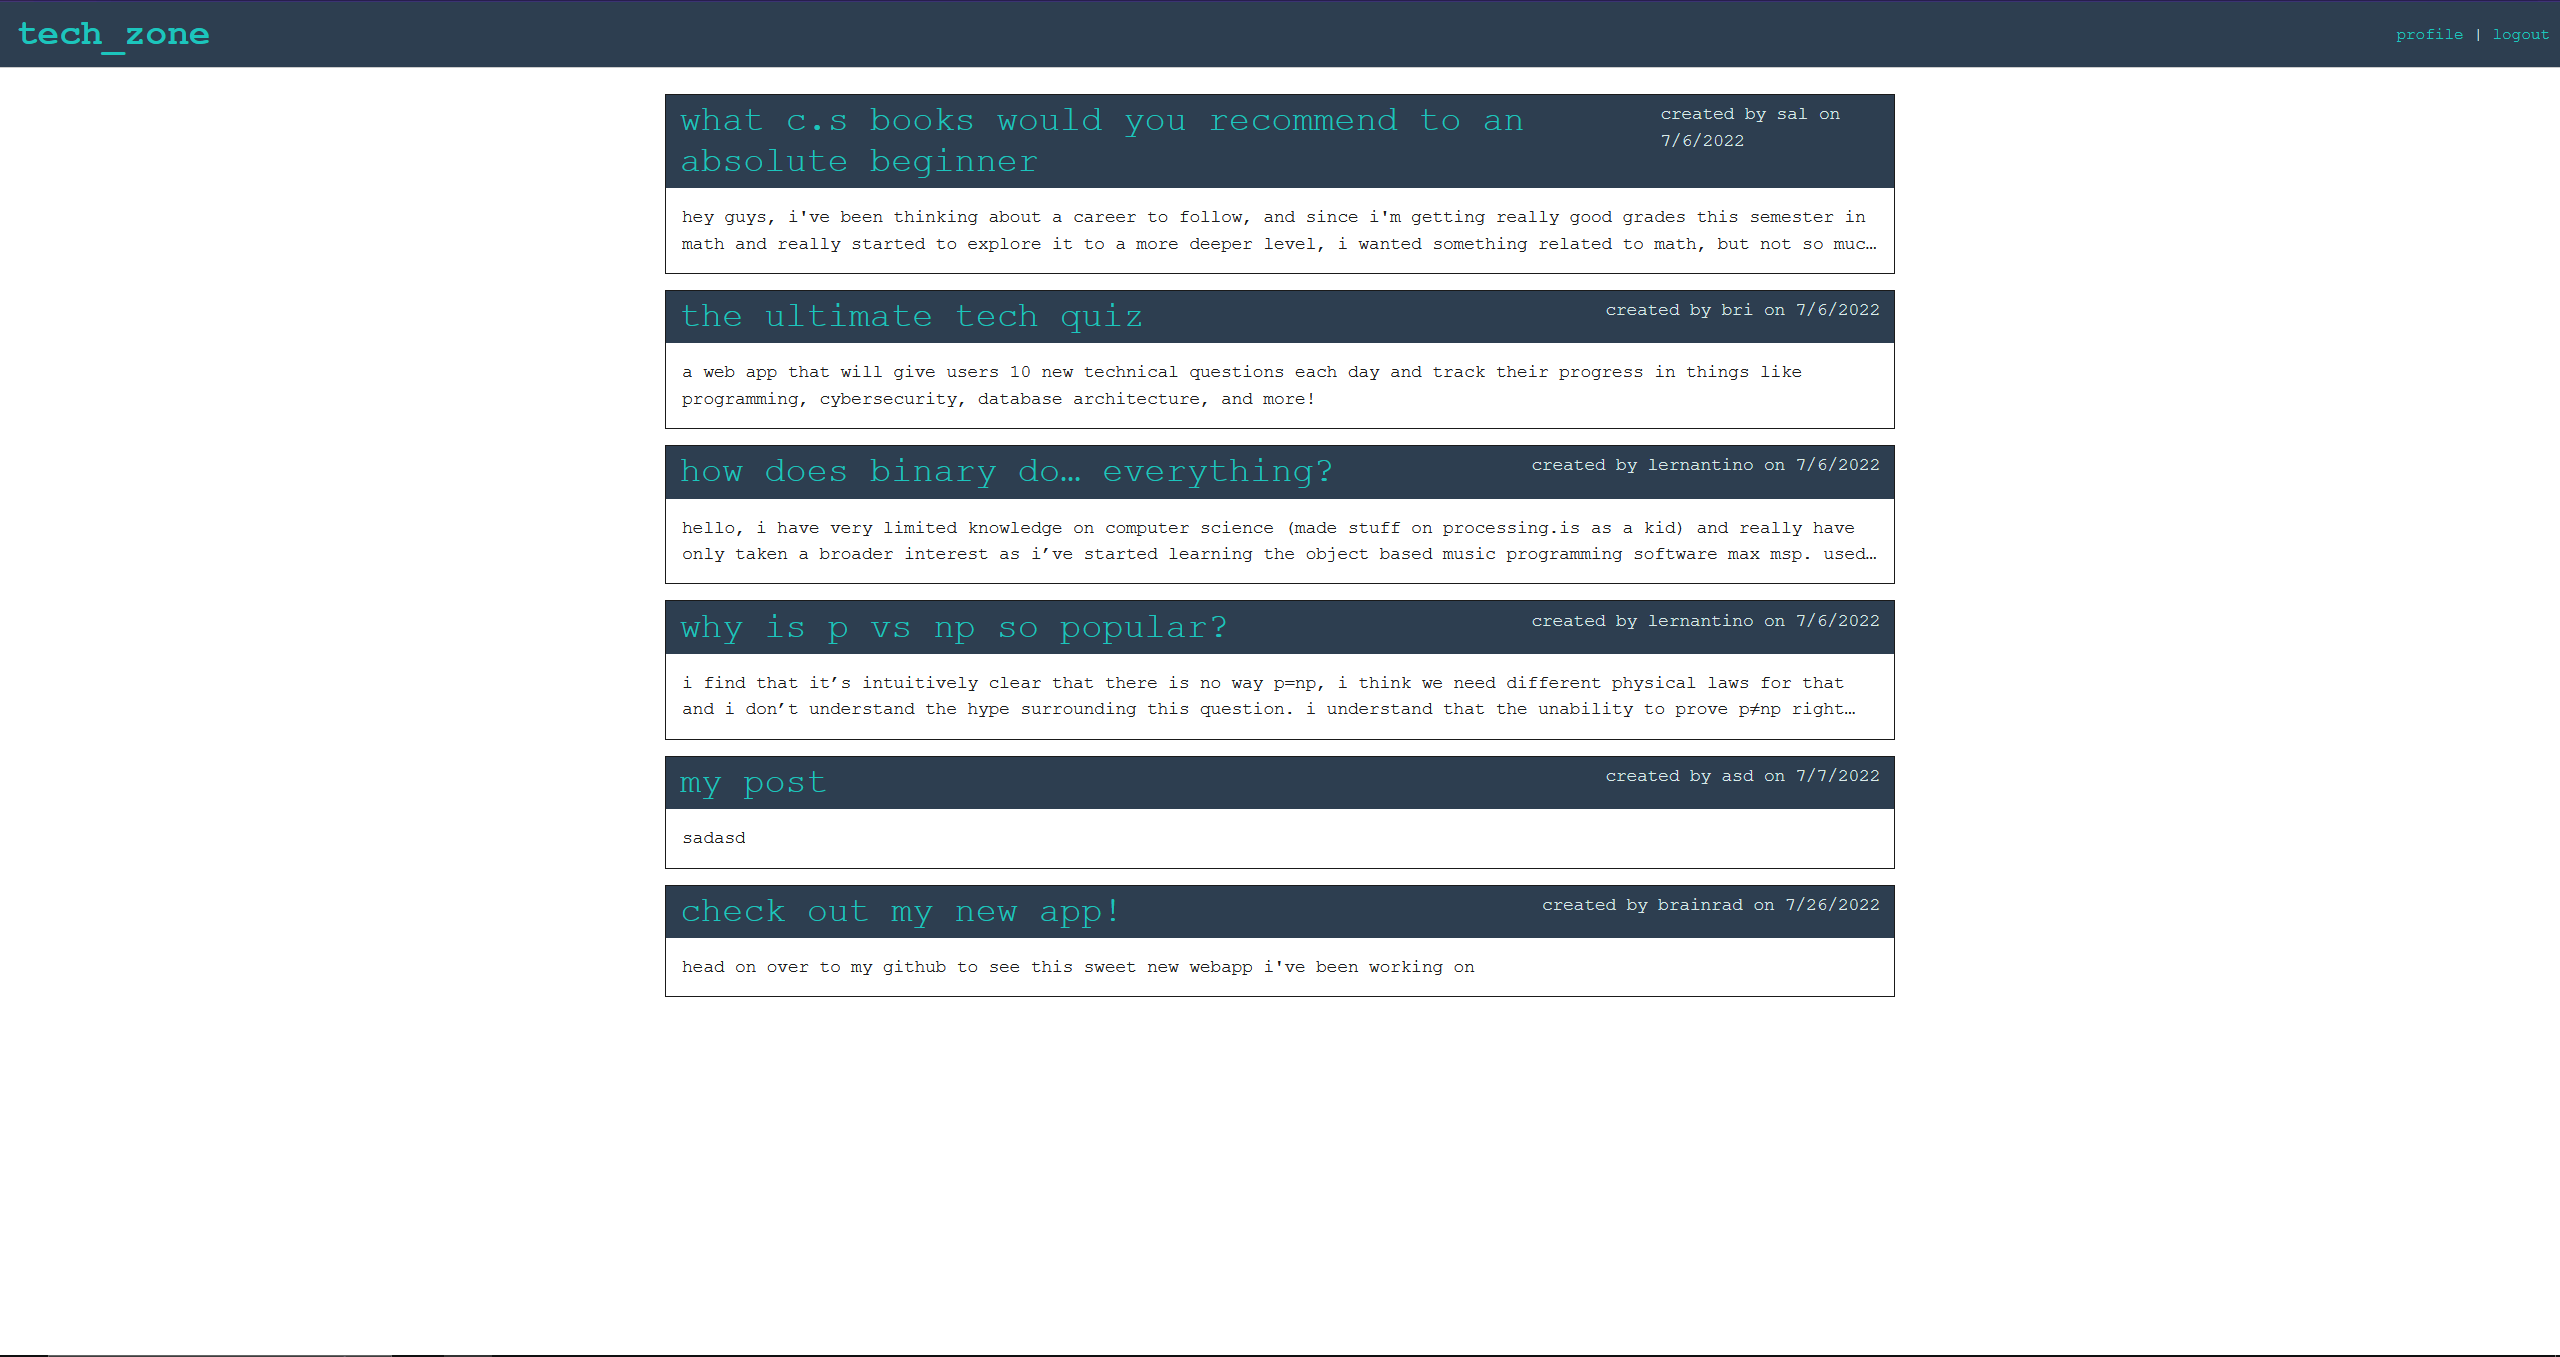 tech_zone
profile | logout
what c.s books would you recommend to an
absolute beginner
created by sal on
7/6/2022
hey guys, i've been thinking about a career to follow, and since i'm getting really good grades this semester in
math and really started to explore it to a more deeper level, i wanted something related to math, but not so muc…
the ultimate tech quiz
created by bri on 7/6/2022
a web app that will give users 10 new technical questions each day and track their progress in things like
programming, cybersecurity, database architecture, and more!
how does binary do… everything?
created by lernantino on 7/6/2022
hello, i have very limited knowledge on computer science (made stuff on processing.is as a kid) and really have
only taken a broader interest as i’ve started learning the object based music programming software max msp. used…
why is p vs np so popular?
created by lernantino on 7/6/2022
i find that it’s intuitively clear that there is no way p=np, i think we need different physical laws for that
and i don’t understand the hype surrounding this question. i understand that the unability to prove p≠np right…
my post
created by asd on 7/7/2022
sadasd
check out my new app!
created by brainrad on 7/26/2022
head on over to my github to see this sweet new webapp i've been working on